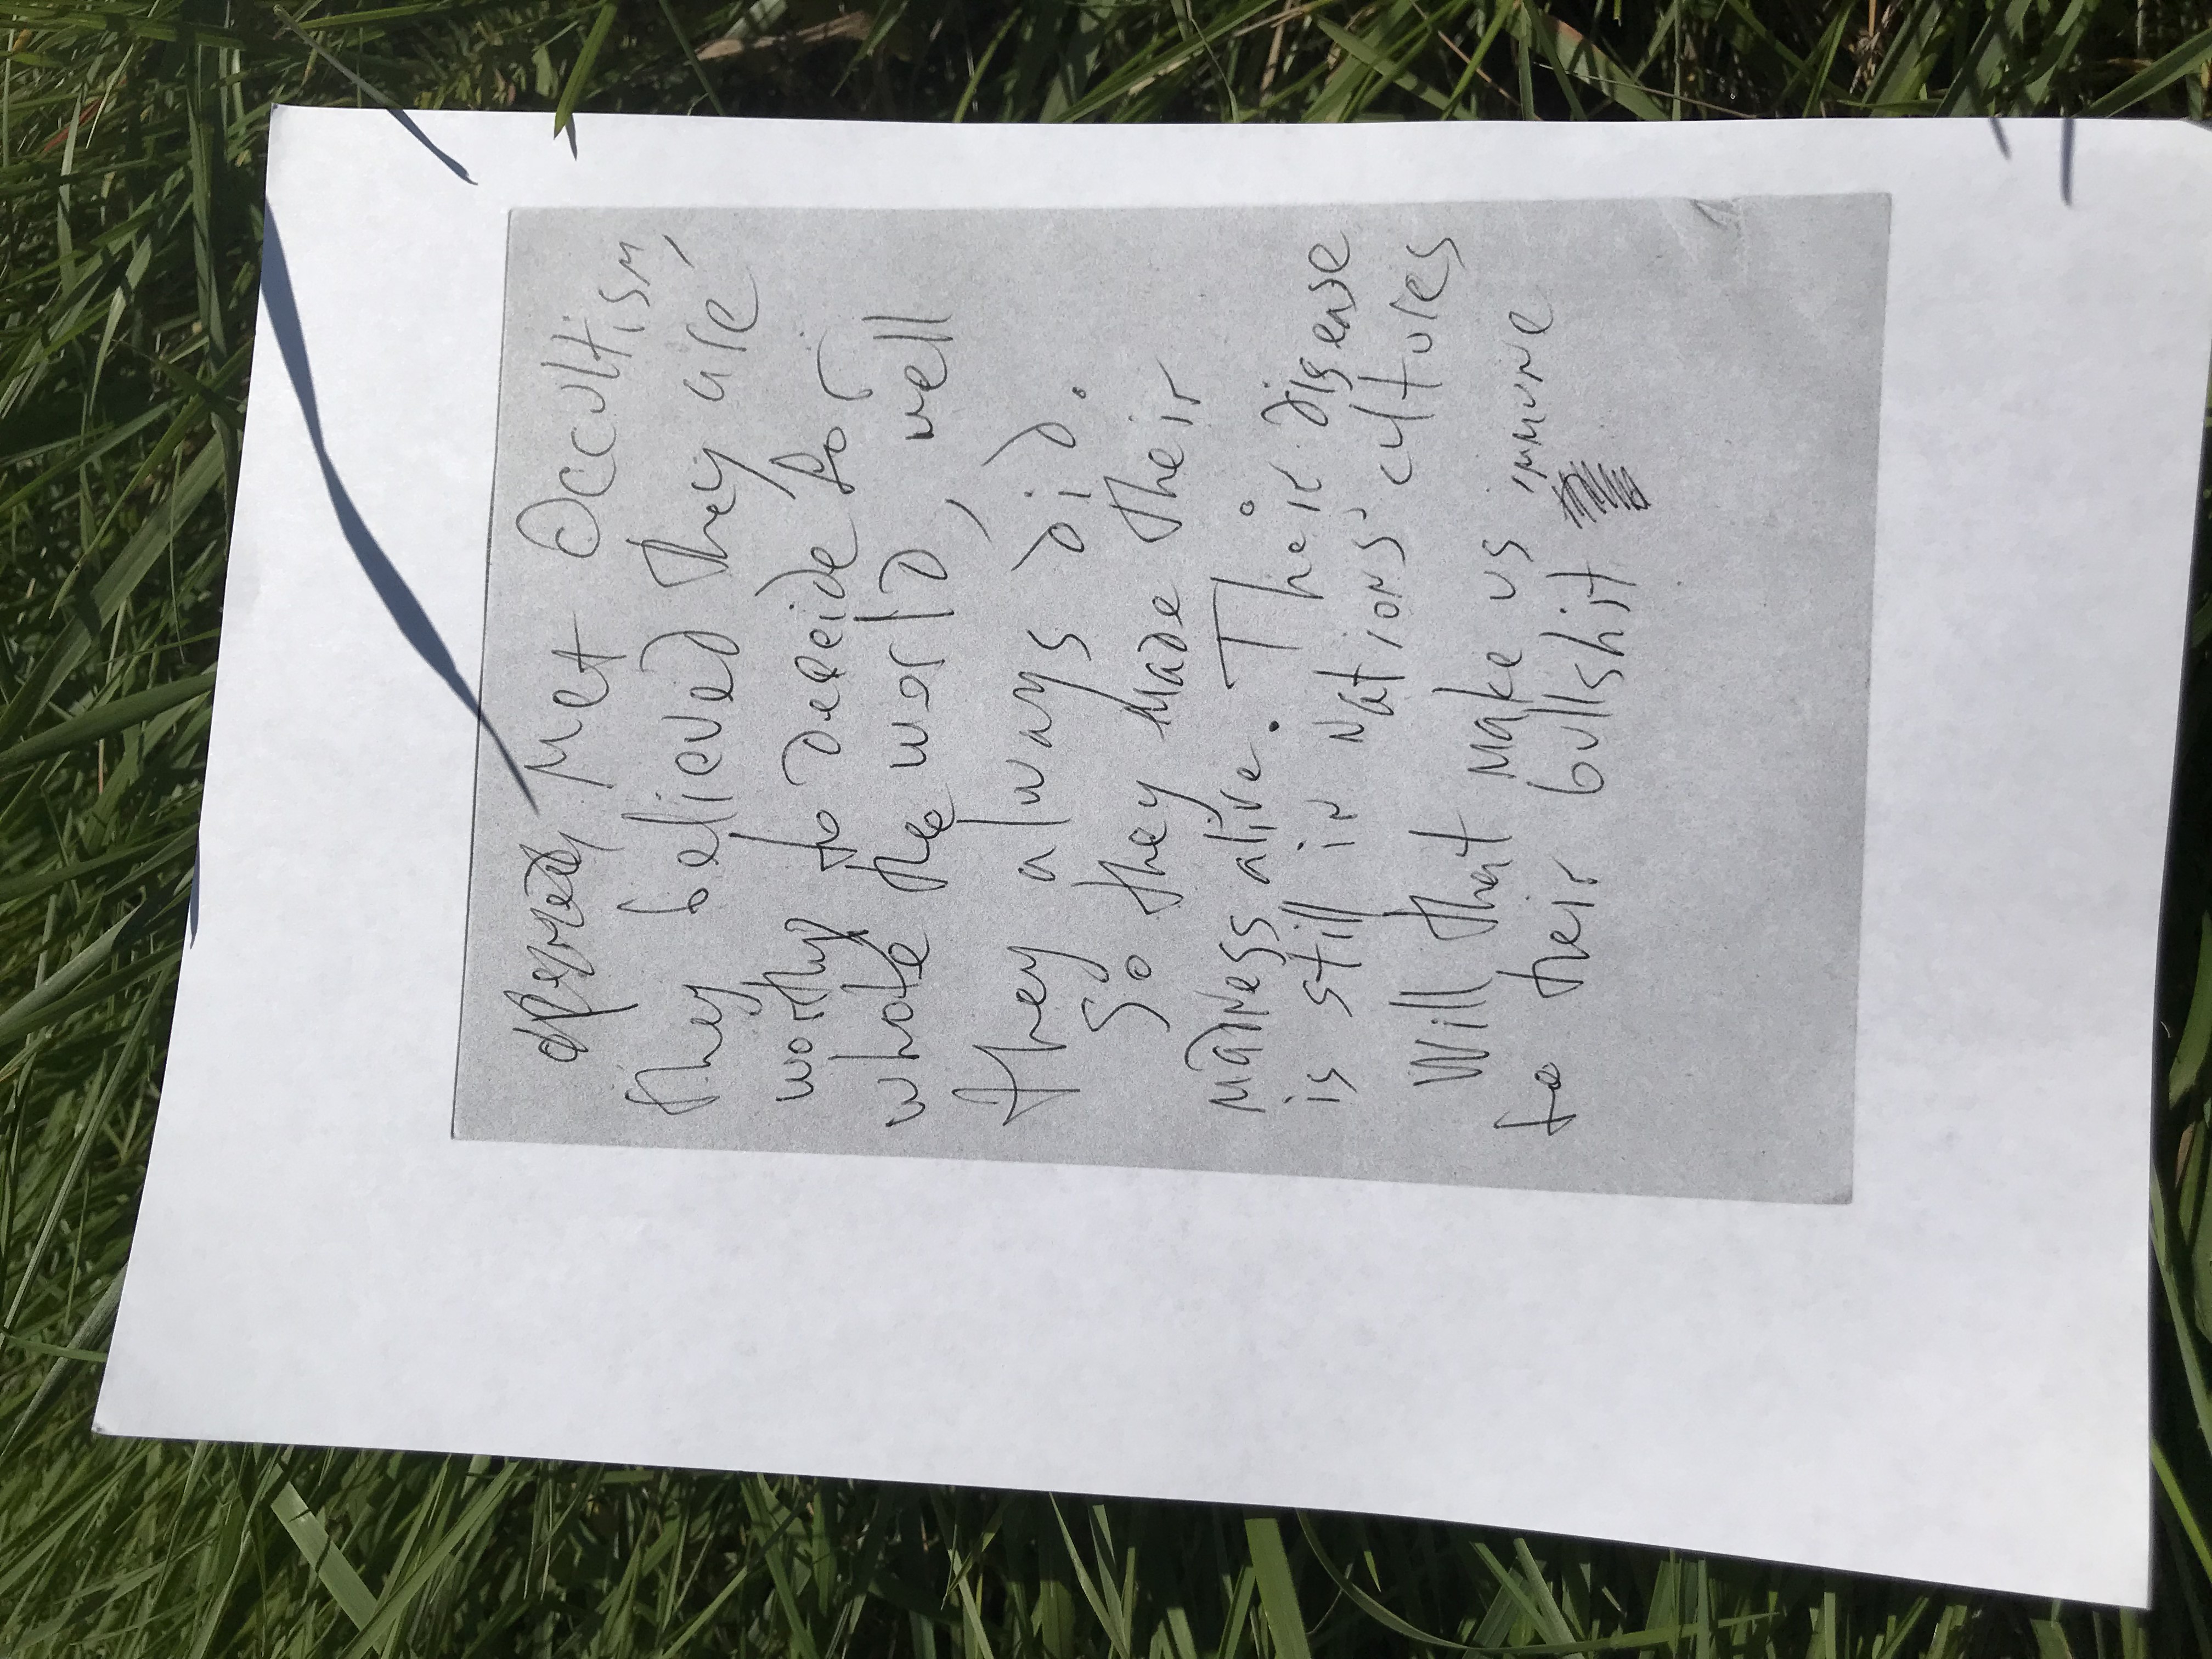 Met Occultism,
they believed they are
worthy to deceide for
whole the world, well
they always did.
So they made their
madness alive. Their disease
is still in nations' cultures
Will that make us immune
to their bullshit